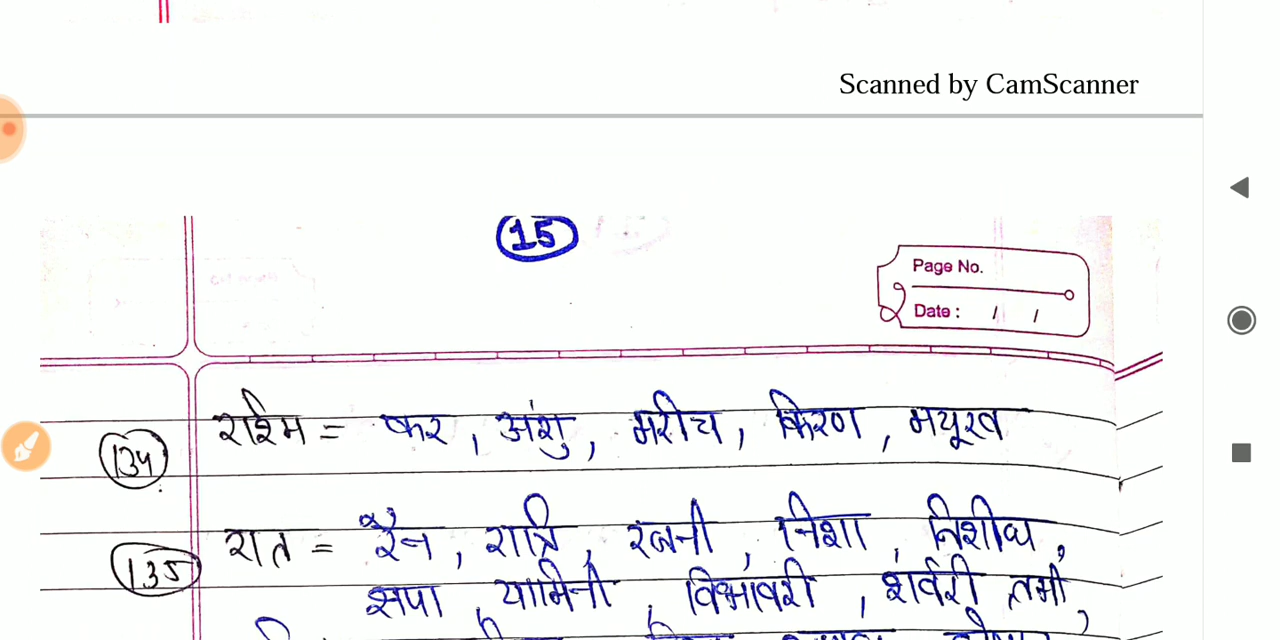 Scanned by CamScanner
15
Page No.
Date : / /
134 रश्मि = कर, अंशु, मरीच, किरण, मयूख
135 रात = रैन, रात्रि, रजनी, निशा, निशीथ,
क्षपा, यामिनी, विभावरी, शर्वरी, तमी,